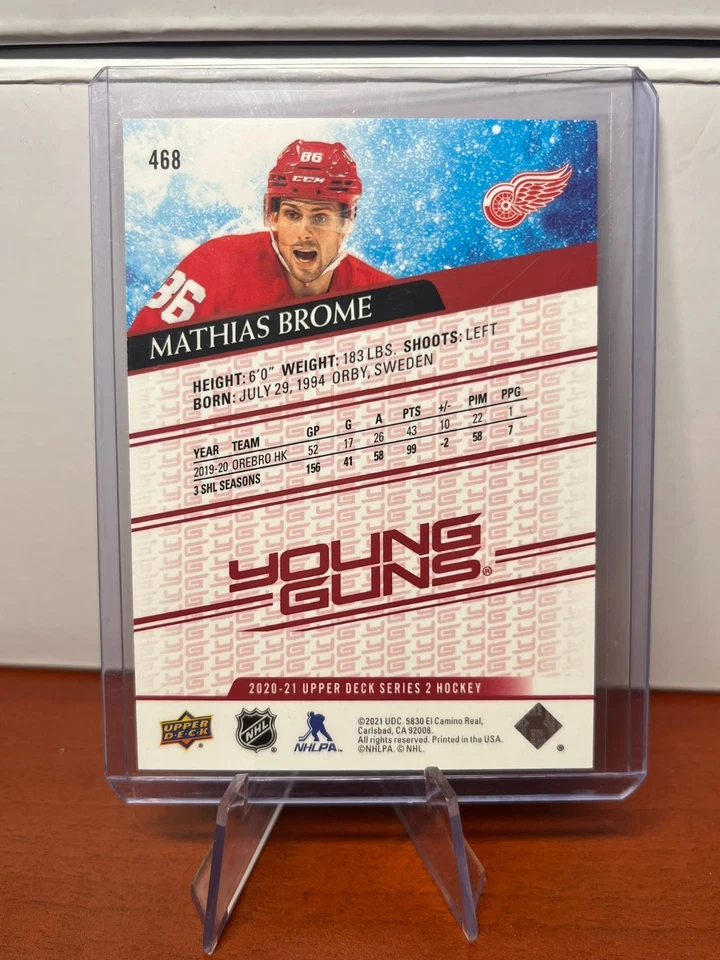 468
86
CCM
86
MATHIAS BROME
HEIGHT: 6'0" WEIGHT: 183 LBS. SHOOTS: LEFT
BORN: JULY 29, 1994 ORBY, SWEDEN
YEAR TEAM GP G A PTS +/- PIM PPG
2019-20 OREBRO HK 52 17 26 43 10 22 1
3 SHL SEASONS 156 41 58 99 -2 58 7
YOUNG
GUNS®
2020-21 UPPER DECK SERIES 2 HOCKEY
UPPER
DECK ®
NHL ®
NHLPA™
©2021 UDC. 5830 El Camino Real,
Carlsbad, CA 92008.
All rights reserved. Printed in the USA.
©NHLPA. © NHL.
®